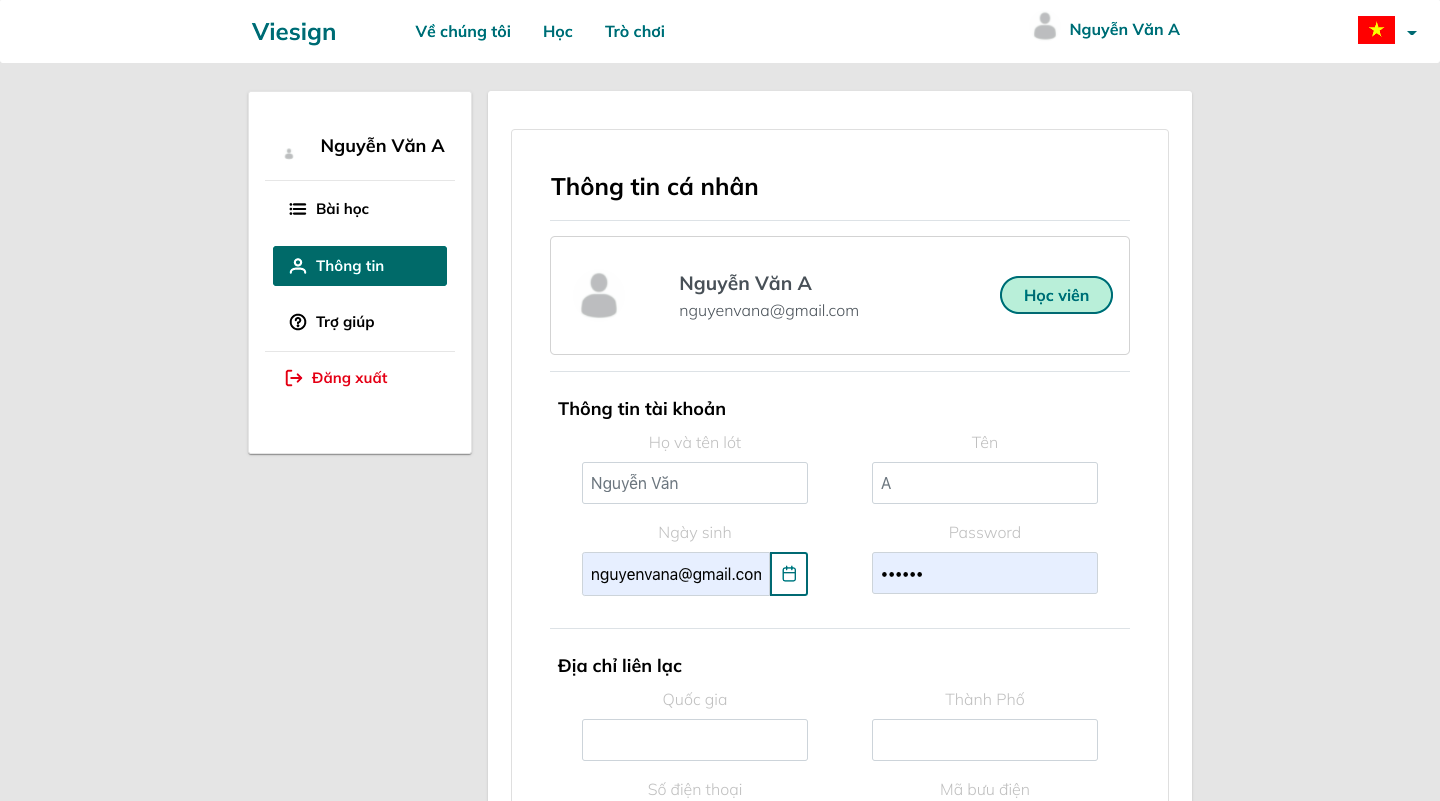 Viesign
Về chúng tôi
Học
Trò chơi
Nguyễn Văn A
Nguyễn Văn A
Bài học
Thông tin
Trợ giúp
Đăng xuất
Thông tin cá nhân
Nguyễn Văn A
nguyenvana@gmail.com
Học viên
Thông tin tài khoản
Họ và tên lót
Tên
Nguyễn Văn
A
Ngày sinh
Password
nguyenvana@gmail.com
••••••
Địa chỉ liên lạc
Quốc gia
Thành Phố
Số điện thoại
Mã bưu điện